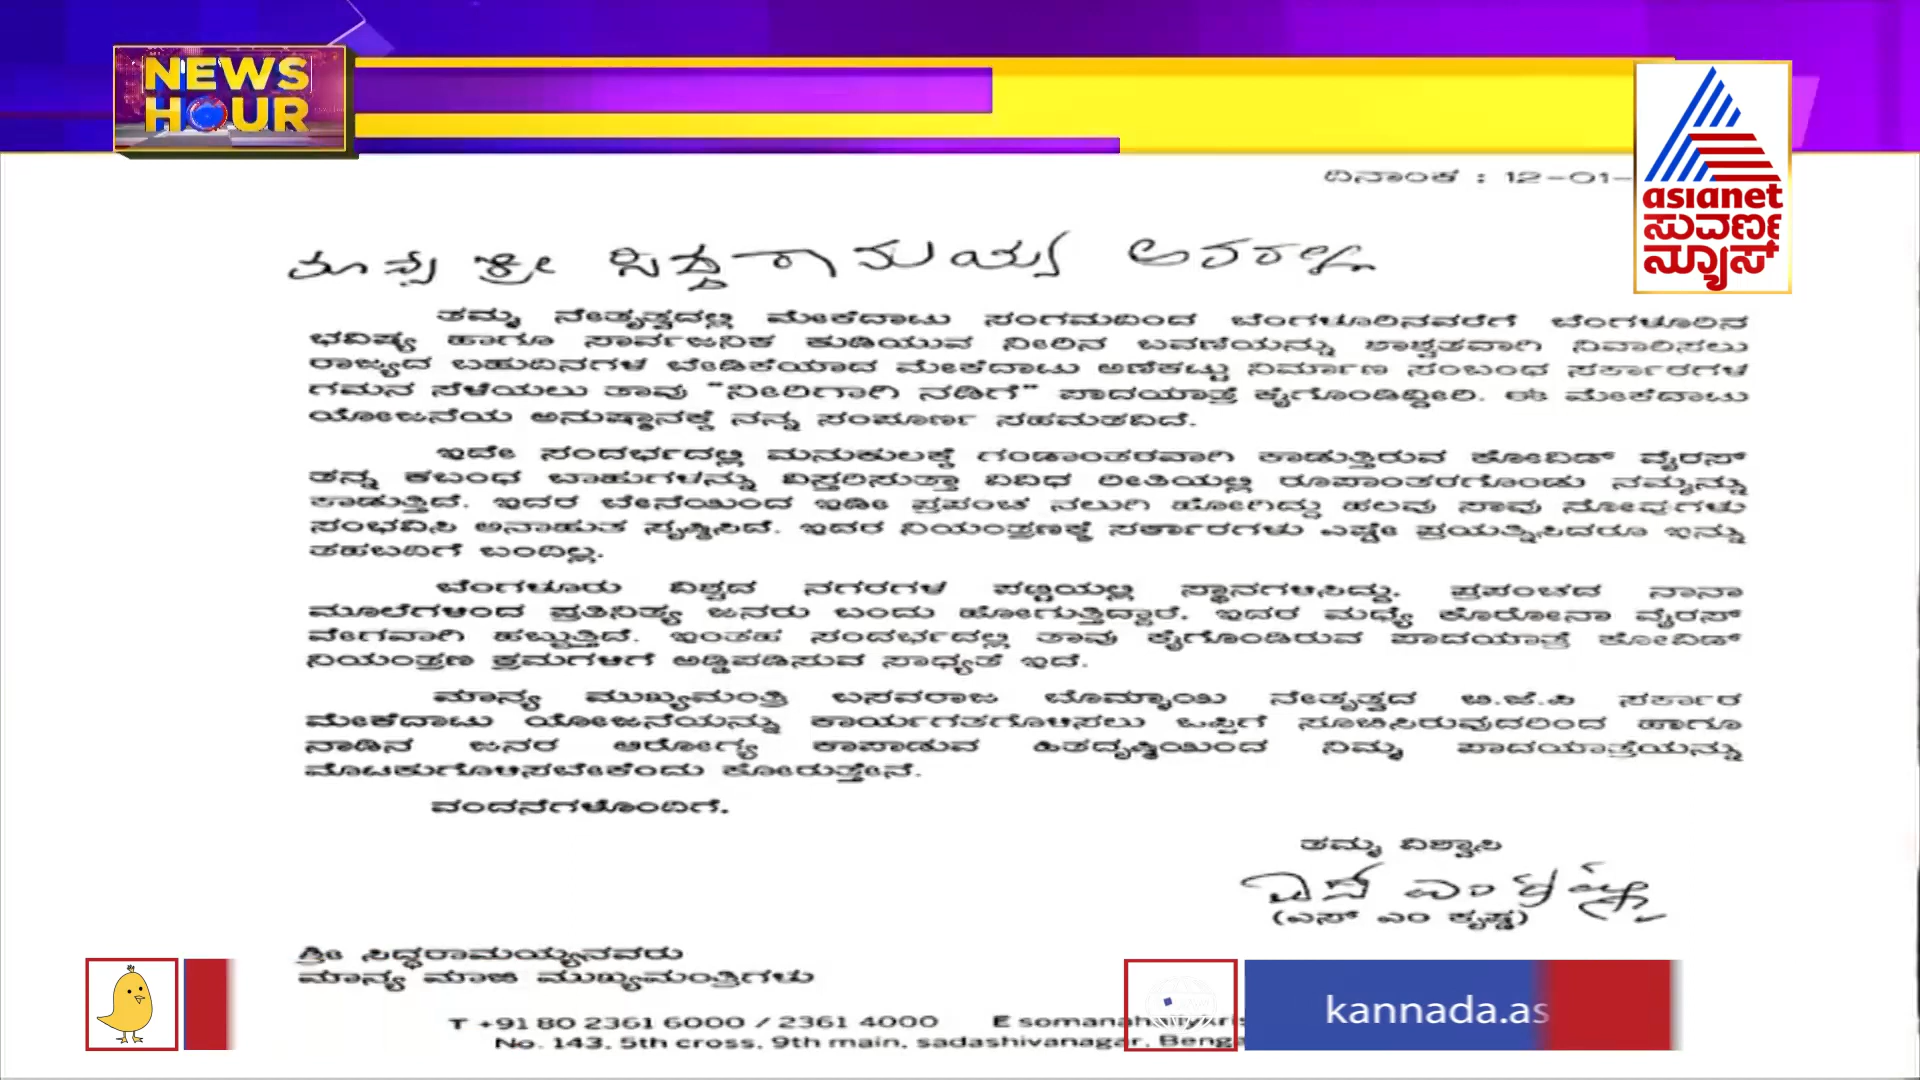 NEWS
HOUR
asianet
ಸುವರ್ಣ
ನ್ಯೂಸ್
ದಿನಾಂಕ : 12-01-
ಮಾನ್ಯ ಶ್ರೀ ಸಿದ್ದರಾಮಯ್ಯ ಅವರಲ್ಲಿ
ತಮ್ಮ ನೇತೃತ್ವದಲ್ಲಿ ಮೇಕೆದಾಟು ಸಂಗಮದಿಂದ ಬೆಂಗಳೂರಿನವರೆಗೆ ಬೆಂಗಳೂರಿನ
ಭವಿಷ್ಯ ಹಾಗೂ ಸಾರ್ವಜನಿಕ ಕುಡಿಯುವ ನೀರಿನ ಬವಣೆಯನ್ನು ಶಾಶ್ವತವಾಗಿ ನಿವಾರಿಸಲು
ರಾಜ್ಯದ ಬಹುದಿನಗಳ ಬೇಡಿಕೆಯಾದ ಮೇಕೆದಾಟು ಅಣೆಕಟ್ಟು ನಿರ್ಮಾಣ ಸಂಬಂಧ ಸರ್ಕಾರಗಳ
ಗಮನ ಸೆಳೆಯಲು ತಾವು "ನೀರಿಗಾಗಿ ನಡಿಗೆ" ಪಾದಯಾತ್ರೆ ಕೈಗೊಂಡಿದ್ದೀರಿ. ಈ ಮೇಕೆದಾಟು
ಯೋಜನೆಯ ಅನುಷ್ಠಾನಕ್ಕೆ ನನ್ನ ಸಂಪೂರ್ಣ ಸಹಮತವಿದೆ.
ಇದೇ ಸಂದರ್ಭದಲ್ಲಿ ಮನುಕುಲಕ್ಕೆ ಗಂಡಾಂತರವಾಗಿ ಕಾಡುತ್ತಿರುವ ಕೋವಿಡ್ ವೈರಸ್
ತನ್ನ ಕಬಂಧ ಬಾಹುಗಳನ್ನು ವಿಸ್ತರಿಸುತ್ತಾ ವಿವಿಧ ರೀತಿಯಲ್ಲಿ ರೂಪಾಂತರಗೊಂಡು ನಮ್ಮನ್ನು
ಕಾಡುತ್ತಿದೆ. ಇದರ ಬೇನೆಯಿಂದ ಇಡೀ ಪ್ರಪಂಚ ನಲುಗಿ ಹೋಗಿದ್ದು ಹಲವು ಸಾವು ನೋವುಗಳು
ಸಂಭವಿಸಿ ಅನಾಹುತ ಸೃಷ್ಟಿಸಿದೆ. ಇದರ ನಿಯಂತ್ರಣಕ್ಕೆ ಸರ್ಕಾರಗಳು ಎಷ್ಟೇ ಪ್ರಯತ್ನಿಸಿದರೂ ಇನ್ನು
ತಹಬದಿಗೆ ಬಂದಿಲ್ಲ.
ಬೆಂಗಳೂರು ವಿಶ್ವದ ನಗರಗಳ ಪಟ್ಟಿಯಲ್ಲಿ ಸ್ಥಾನಗಳಿಸಿದ್ದು. ಪ್ರಪಂಚದ ನಾನಾ
ಮೂಲೆಗಳಿಂದ ಪ್ರತಿನಿತ್ಯ ಜನರು ಬಂದು ಹೋಗುತ್ತಿದ್ದಾರೆ. ಇದರ ಮಧ್ಯೆ ಕೊರೋನಾ ವೈರಸ್
ವೇಗವಾಗಿ ಹಬ್ಬುತ್ತಿದೆ. ಇಂತಹ ಸಂದರ್ಭದಲ್ಲಿ ತಾವು ಕೈಗೊಂಡಿರುವ ಪಾದಯಾತ್ರೆ ಕೋವಿಡ್
ನಿಯಂತ್ರಣ ಕ್ರಮಗಳಿಗೆ ಅಡ್ಡಿಪಡಿಸುವ ಸಾಧ್ಯತೆ ಇದೆ.
ಮಾನ್ಯ ಮುಖ್ಯಮಂತ್ರಿ ಬಸವರಾಜ ಬೊಮ್ಮಾಯಿ ನೇತೃತ್ವದ ಬಿ.ಜೆ.ಪಿ ಸರ್ಕಾರ
ಮೇಕೆದಾಟು ಯೋಜನೆಯನ್ನು ಕಾರ್ಯಗತಗೊಳಿಸಲು ಒಪ್ಪಿಗೆ ಸೂಚಿಸಿರುವುದರಿಂದ ಹಾಗೂ
ನಾಡಿನ ಜನರ ಆರೋಗ್ಯ ಕಾಪಾಡುವ ಹಿತದೃಷ್ಟಿಯಿಂದ ನಿಮ್ಮ ಪಾದಯಾತ್ರೆಯನ್ನು
ಮೊಟಕುಗೊಳಿಸಬೇಕೆಂದು ಕೋರುತ್ತೇನೆ.
ವಂದನೆಗಳೊಂದಿಗೆ.
ತಮ್ಮ ವಿಶ್ವಾಸಿ
ಎಸ್ ಎಂ ಕೃಷ್ಣ
(ಎಸ್ ಎಂ ಕೃಷ್ಣ)
ಶ್ರೀ ಸಿದ್ಧರಾಮಯ್ಯನವರು
ಮಾನ್ಯ ಮಾಜಿ ಮುಖ್ಯಮಂತ್ರಿಗಳು
T +91 80 2361 6000 / 2361 4000 E
No. 143, 5th cross, 9th main, sadashivanagar,
kannada.as